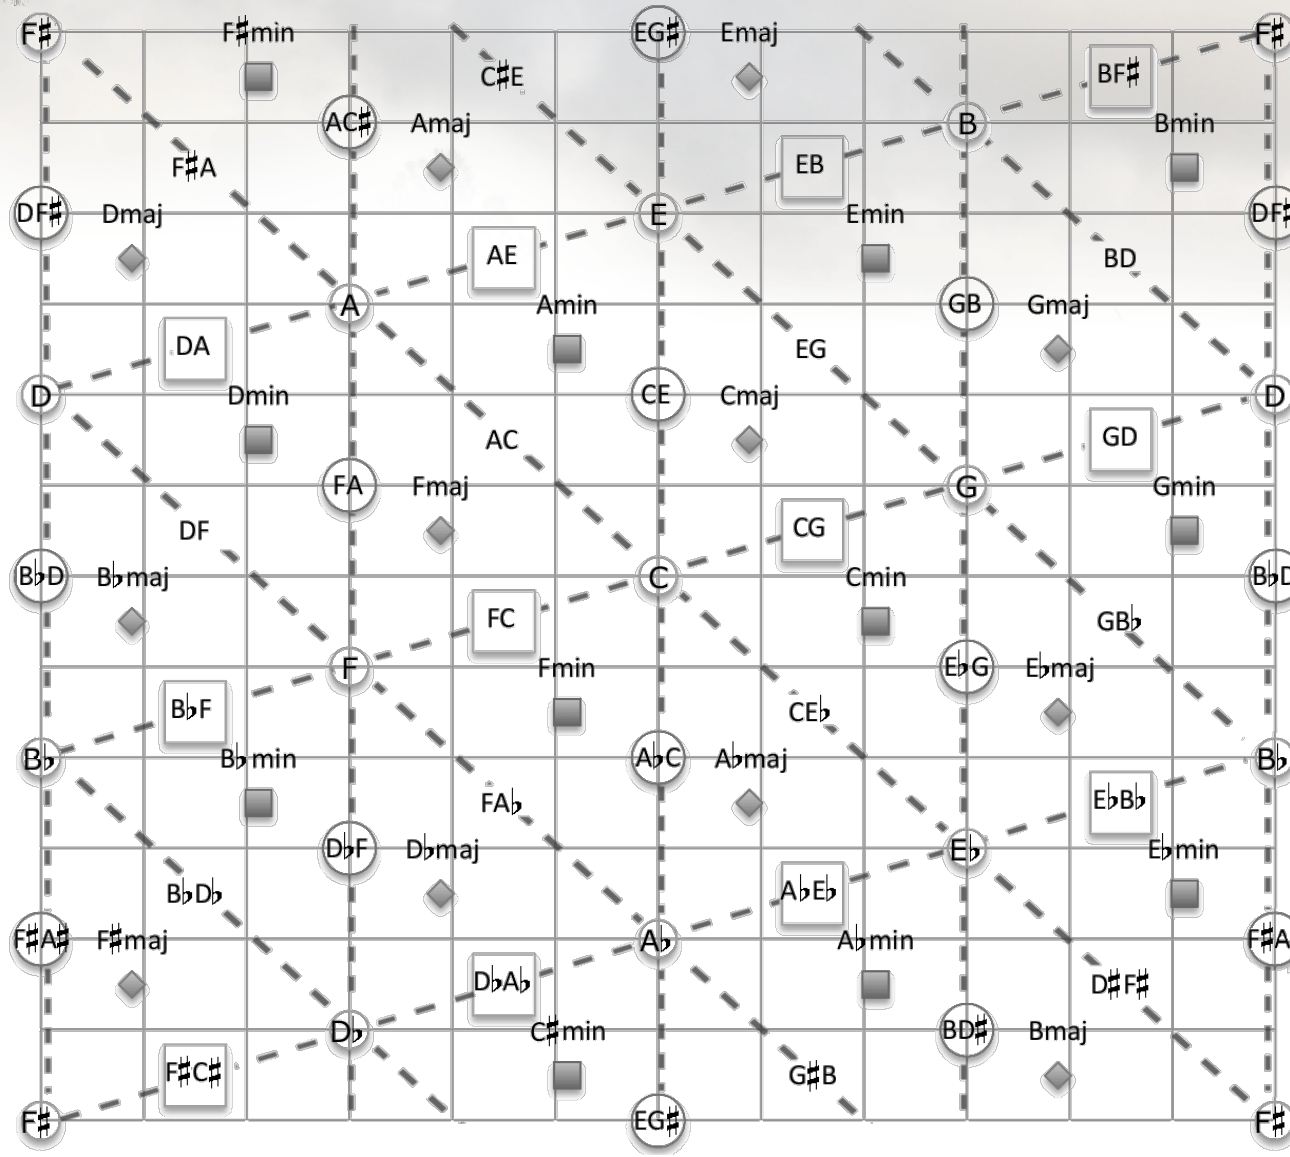 F♯ F♯min EG♯ Emaj F♯
C♯E BF♯
AC♯ Amaj B Bmin
F♯A EB
DF♯ Dmaj E Emin DF♯
AE BD
A Amin GB Gmaj
DA EG
D Dmin CE Cmaj D
AC GD
FA Fmaj G Gmin
DF CG
B♭D B♭maj C Cmin B♭D
FC GB♭
F Fmin E♭G E♭maj
B♭F CE♭
B♭ B♭min A♭C A♭maj B♭
FA♭ E♭B♭
D♭F D♭maj E♭ E♭min
B♭D♭ A♭E♭
F♯A♯ F♯maj A♭ A♭min F♯A
D♭A♭ D♯F♯
D♭ C♯min BD♯ Bmaj
F♯C♯ G♯B
F♯ EG♯ F♯